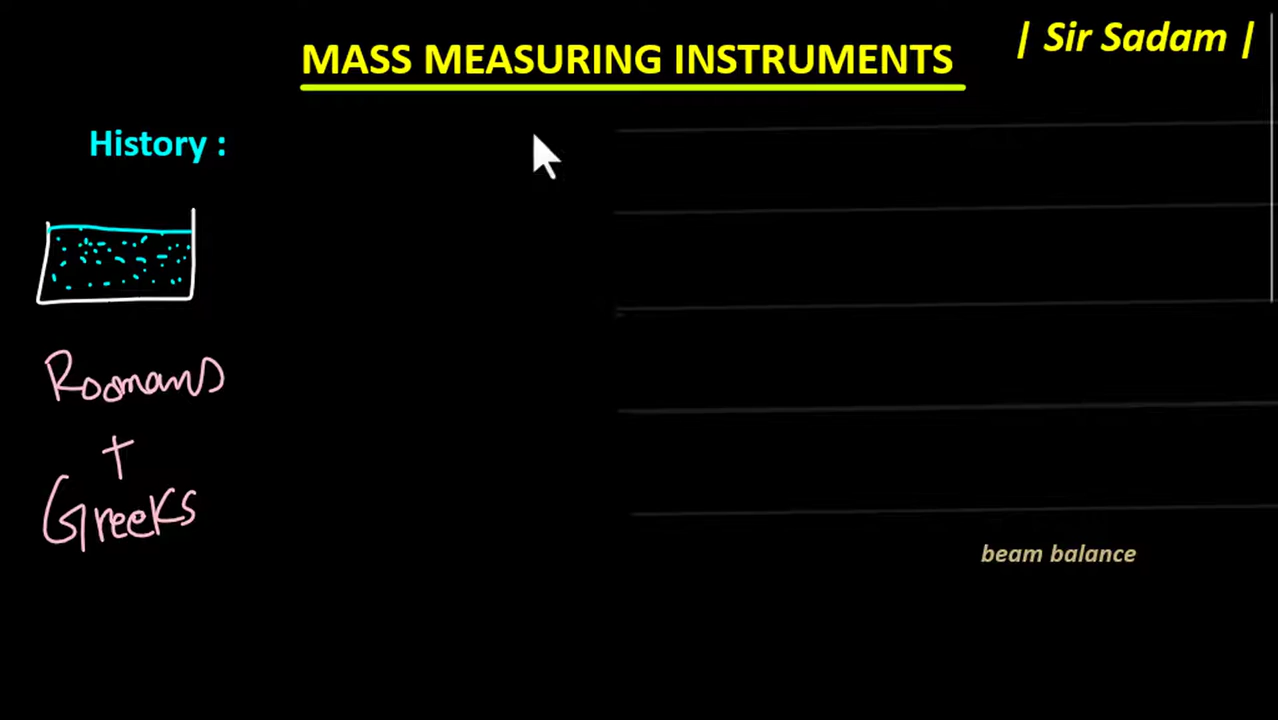 MASS MEASURING INSTRUMENTS
| Sir Sadam |
History :
Roomans
+
Greeks
beam balance